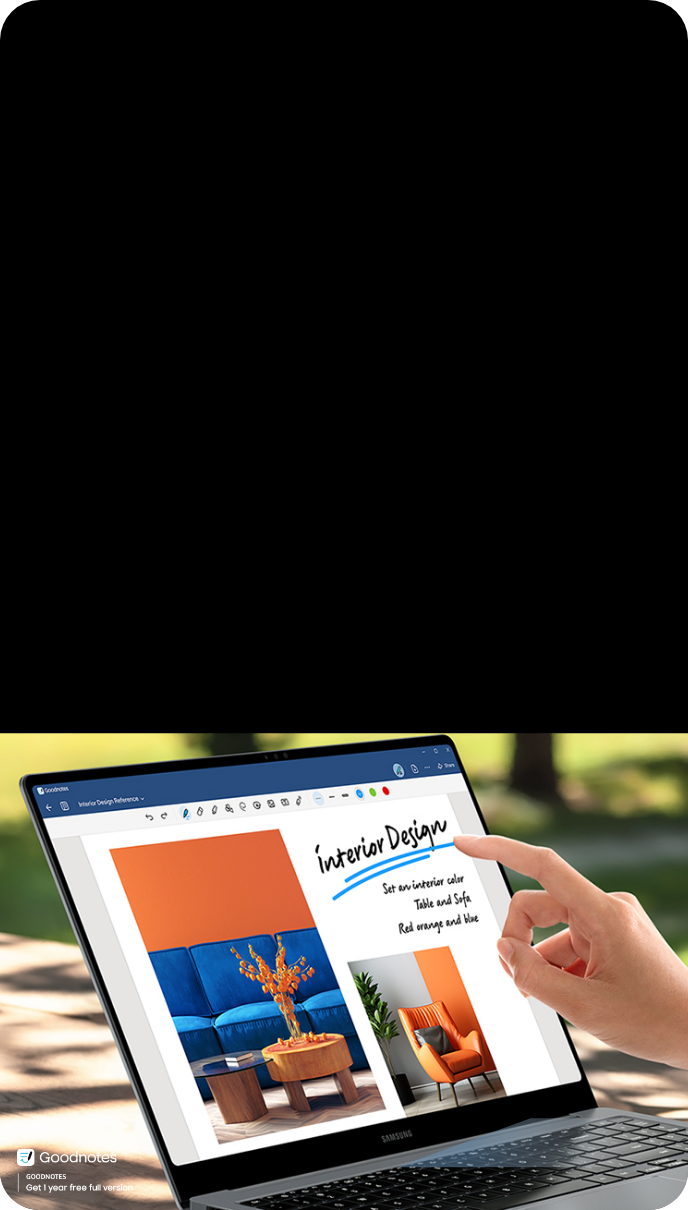 Goodnotes
Interior Design Reference
Share
Interior Design
Set an interior color
Table and Sofa
Red orange and blue
SAMSUNG
Goodnotes
GOODNOTES
Get 1 year free full version